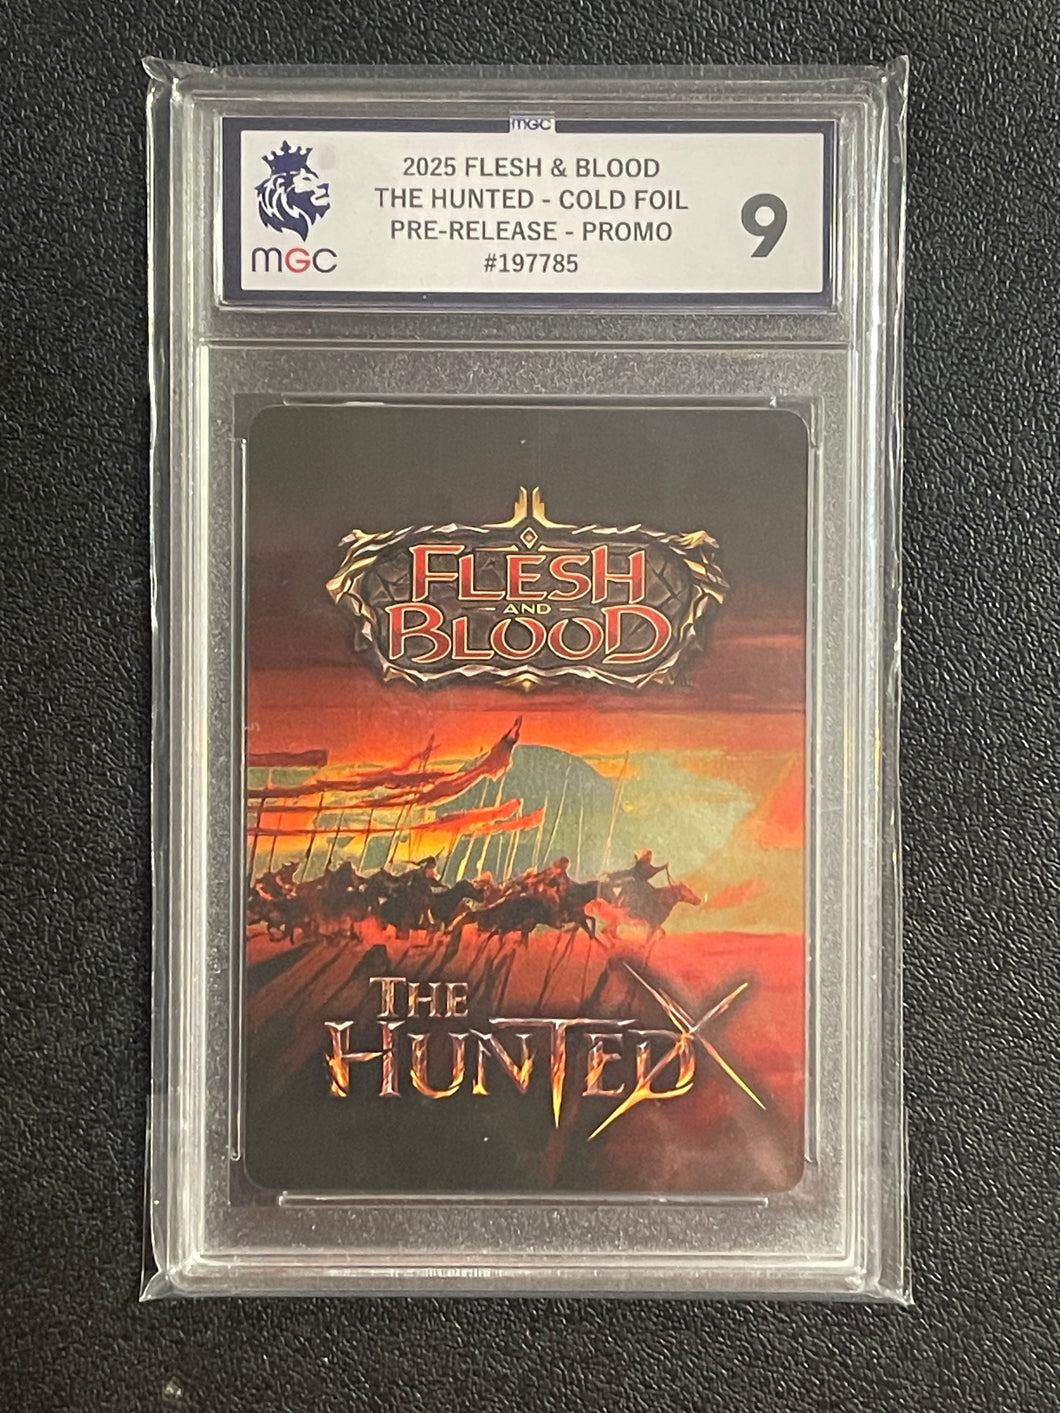 MGC
2025 FLESH & BLOOD
THE HUNTED - COLD FOIL
PRE-RELEASE - PROMO
#197785
9
MGC
FLESH
AND
BLOOD
THE
HUNTED